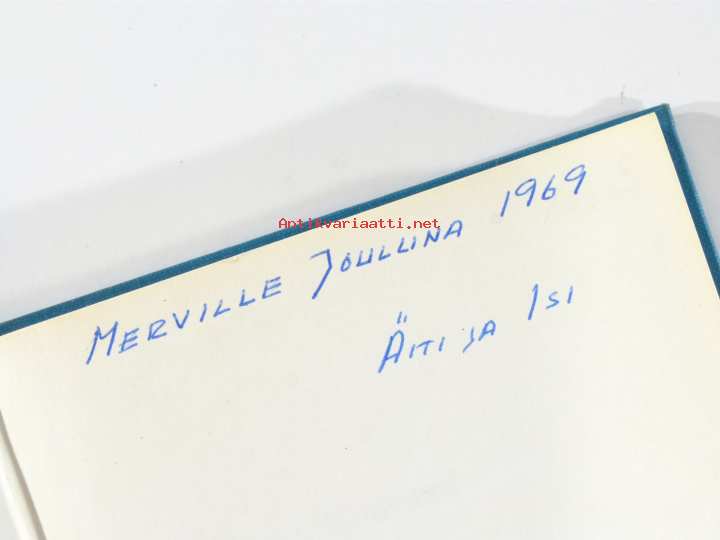 Antikvariaatti.net
MERVILLE JOULUNA 1969
ÄITI JA ISI